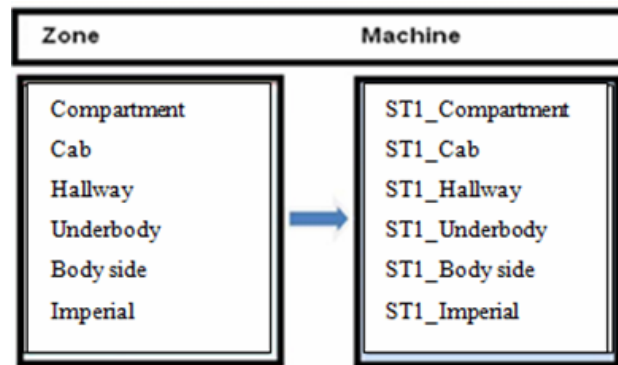 Zone Machine
Compartment
Cab
Hallway
Underbody
Body side
Imperial
ST1_Compartment
ST1_Cab
ST1_Hallway
ST1_Underbody
ST1_Body side
ST1_Imperial